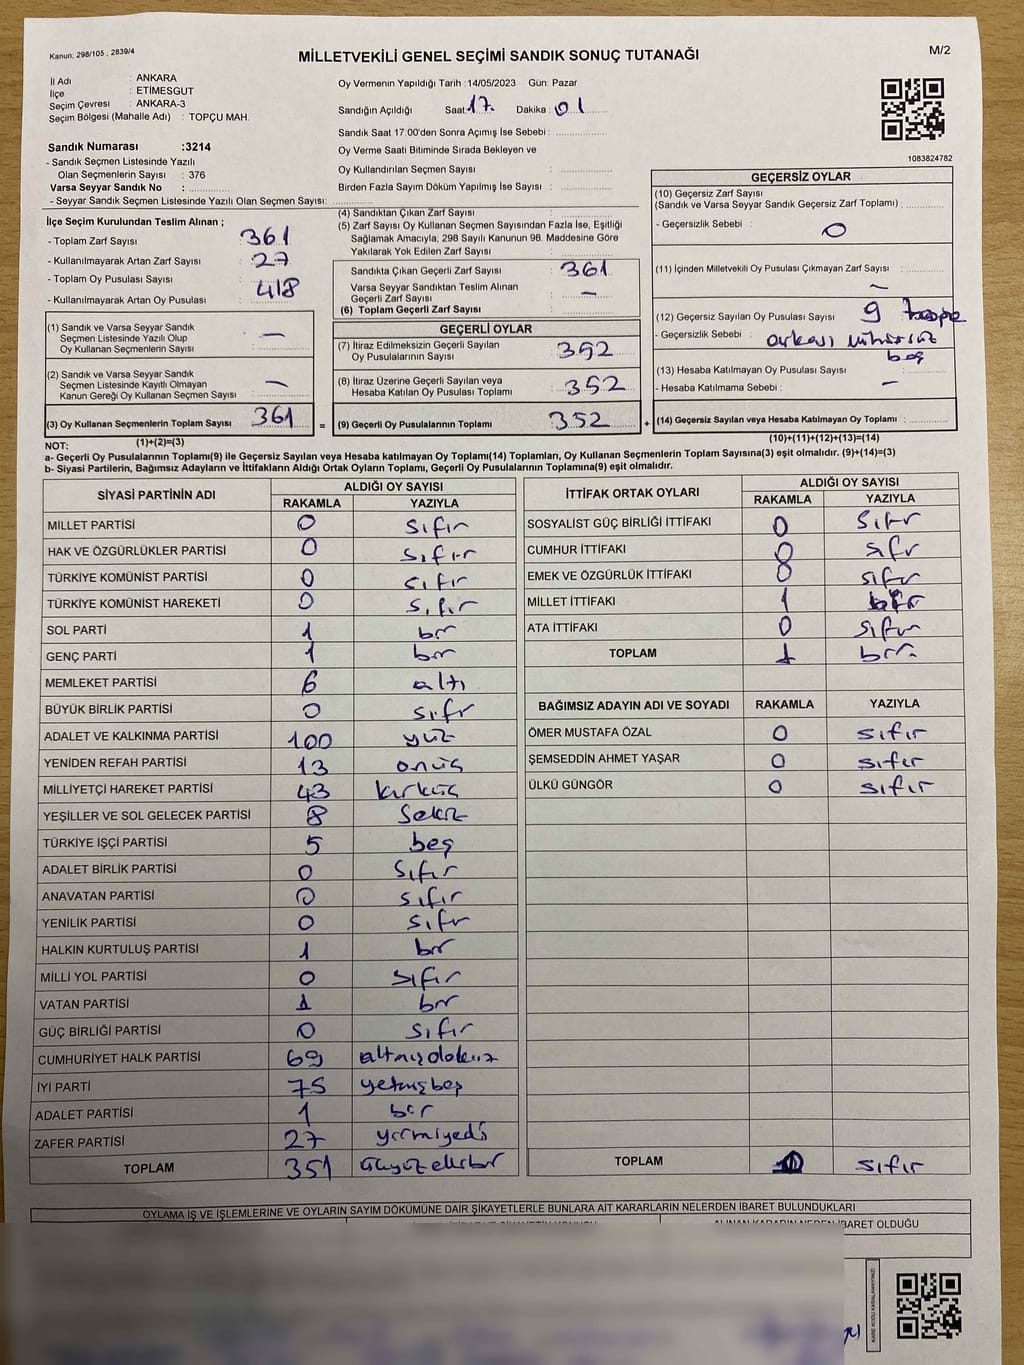 Kanun: 298/105 , 2839/4
MİLLETVEKİLİ GENEL SEÇİMİ SANDIK SONUÇ TUTANAĞI
M/2
İl Adı : ANKARA
İlçe : ETİMESGUT
Seçim Çevresi : ANKARA-3
Seçim Bölgesi (Mahalle Adı) : TOPÇU MAH.
Oy Vermenin Yapıldığı Tarih :14/05/2023 Gün: Pazar
Sandığın Açıldığı Saat 17. Dakika : 01
Sandık Saat 17:00'den Sonra Açımış İse Sebebi :
Oy Verme Saati Bitiminde Sırada Bekleyen ve
Oy Kullandırılan Seçmen Sayısı :
Birden Fazla Sayım Döküm Yapılmış İse Sayısı :
Sandık Numarası :3214
- Sandık Seçmen Listesinde Yazılı
Olan Seçmenlerin Sayısı : 376
Varsa Seyyar Sandık No :
- Seyyar Sandık Seçmen Listesinde Yazılı Olan Seçmen Sayısı:
1083824782
İlçe Seçim Kurulundan Teslim Alınan ;
- Toplam Zarf Sayısı : 361
- Kullanılmayarak Artan Zarf Sayısı : 27
- Toplam Oy Pusulası Sayısı : 418
- Kullanılmayarak Artan Oy Pusulası :
(1) Sandık ve Varsa Seyyar Sandık
Seçmen Listesinde Yazılı Olup
Oy Kullanan Seçmenlerin Sayısı : —
(2) Sandık ve Varsa Seyyar Sandık
Seçmen Listesinde Kayıtlı Olmayan
Kanun Gereği Oy Kullanan Seçmen Sayısı : —
(3) Oy Kullanan Seçmenlerin Toplam Sayısı 361 =
(1)+(2)=(3)
(4) Sandıktan Çıkan Zarf Sayısı :
(5) Zarf Sayısı Oy Kullanan Seçmen Sayısından Fazla İse, Eşitliği
Sağlamak Amacıyla, 298 Sayılı Kanunun 98. Maddesine Göre
Yakılarak Yok Edilen Zarf Sayısı :
Sandıkta Çıkan Geçerli Zarf Sayısı : 361
Varsa Seyyar Sandıktan Teslim Alınan
Geçerli Zarf Sayısı : —
(6) Toplam Geçerli Zarf Sayısı :
GEÇERLİ OYLAR
(7) İtiraz Edilmeksizin Geçerli Sayılan
Oy Pusulalarının Sayısı : 352
(8) İtiraz Üzerine Geçerli Sayılan veya
Hesaba Katılan Oy Pusulası Toplamı : 352
(9) Geçerli Oy Pusulalarının Toplamı : 352 +
GEÇERSİZ OYLAR
(10) Geçersiz Zarf Sayısı
(Sandık ve Varsa Seyyar Sandık Geçersiz Zarf Toplamı) :
- Geçersizlik Sebebi : 0
(11) İçinden Milletvekili Oy Pusulası Çıkmayan Zarf Sayısı :
—
(12) Geçersiz Sayılan Oy Pusulası Sayısı : 9
- Geçersizlik Sebebi : arkası mühürsüz
boş
(13) Hesaba Katılmayan Oy Pusulası Sayısı :
- Hesaba Katılmama Sebebi : —
(14) Geçersiz Sayılan veya Hesaba Katılmayan Oy Toplamı :
(10)+(11)+(12)+(13)=(14)
NOT:
a- Geçerli Oy Pusulasının Toplamı(9) ile Geçersiz Sayılan veya Hesaba katılmayan Oy Toplamı(14) Toplamları, Oy Kullanan Seçmenlerin Toplam Sayısına(3) eşit olmalıdır. (9)+(14)=(3)
b- Siyasi Partilerin, Bağımsız Adayların ve İttifakların Aldığı Ortak Oyların Toplamı, Geçerli Oy Pusulalarının Toplamına(9) eşit olmalıdır.
SİYASİ PARTİNİN ADI ALDIĞI OY SAYISI
RAKAMLA YAZIYLA
MİLLET PARTİSİ 0 sıfır
HAK VE ÖZGÜRLÜKLER PARTİSİ 0 sıfır
TÜRKİYE KOMÜNİST PARTİSİ 0 sıfır
TÜRKİYE KOMÜNİST HAREKETİ 0 sıfır
SOL PARTİ 1 bir
GENÇ PARTİ 1 bir
MEMLEKET PARTİSİ 6 altı
BÜYÜK BİRLİK PARTİSİ 0 sıfır
ADALET VE KALKINMA PARTİSİ 100 yüz
YENİDEN REFAH PARTİSİ 13 onüç
MİLLİYETÇİ HAREKET PARTİSİ 43 kırküç
YEŞİLLER VE SOL GELECEK PARTİSİ 8 Sekiz
TÜRKİYE İŞÇİ PARTİSİ 5 beş
ADALET BİRLİK PARTİSİ 0 sıfır
ANAVATAN PARTİSİ 0 sıfır
YENİLİK PARTİSİ 0 sıfır
HALKIN KURTULUŞ PARTİSİ 1 bir
MİLLİ YOL PARTİSİ 0 sıfır
VATAN PARTİSİ 1 bir
GÜÇ BİRLİĞİ PARTİSİ 0 sıfır
CUMHURİYET HALK PARTİSİ 69 altmışdokuz
İYİ PARTİ 75 yetmişbeş
ADALET PARTİSİ 1 bir
ZAFER PARTİSİ 27 yirmiyedi
TOPLAM 351 üçyüzellibir
İTTİFAK ORTAK OYLARI ALDIĞI OY SAYISI
RAKAMLA YAZIYLA
SOSYALİST GÜÇ BİRLİĞİ İTTİFAKI 0 sıfır
CUMHUR İTTİFAKI 0 sıfır
EMEK VE ÖZGÜRLÜK İTTİFAKI 0 sıfır
MİLLET İTTİFAKI 1 bir
ATA İTTİFAKI 0 sıfır
TOPLAM 1 bir
BAĞIMSIZ ADAYIN ADI VE SOYADI RAKAMLA YAZIYLA
ÖMER MUSTAFA ÖZAL 0 sıfır
ŞEMSEDDİN AHMET YAŞAR 0 sıfır
ÜLKÜ GÜNGÖR 0 sıfır
TOPLAM 0 sıfır
OYLAMA İŞ VE İŞLEMLERİNE VE OYLARIN SAYIM DÖKÜMÜNE DAİR ŞİKAYETLERLE BUNLARA AİT KARARLARIN NELERDEN İBARET BULUNDUKLARI
ALINAN KARARIN NEDEN İBARET OLDUĞU